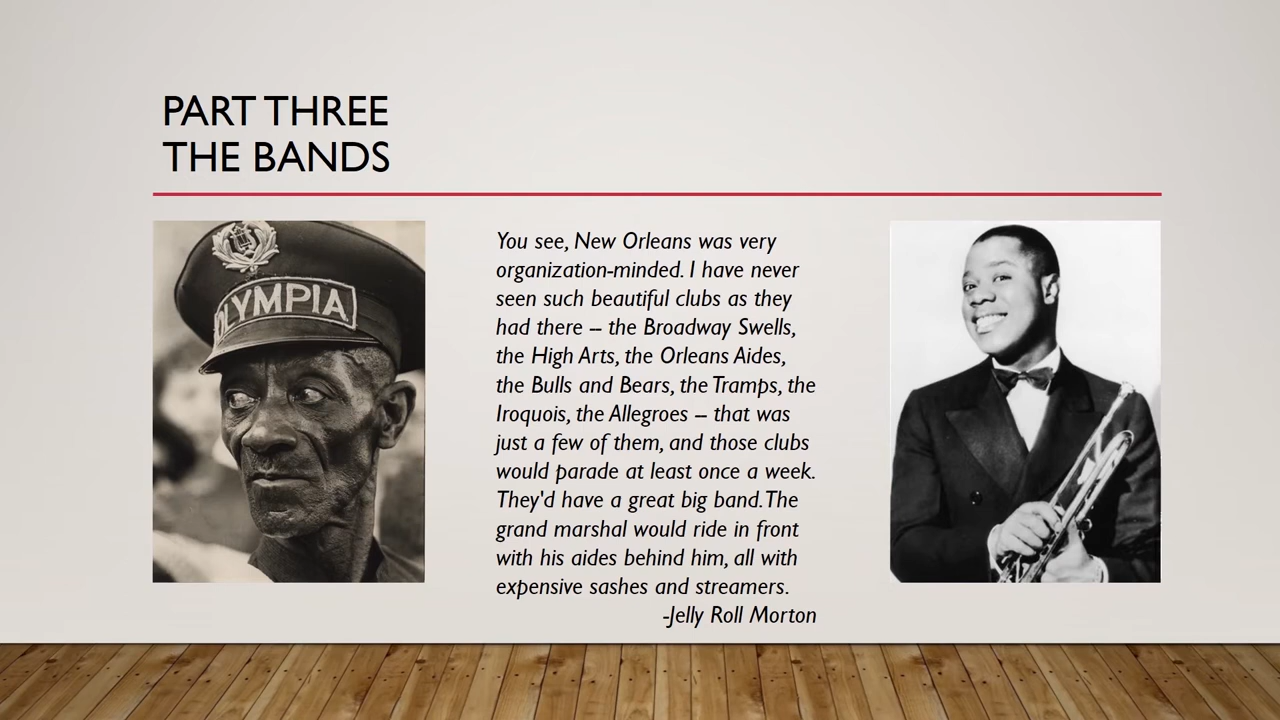 PART THREE
THE BANDS
OLYMPIA
You see, New Orleans was very
organization-minded. I have never
seen such beautiful clubs as they
had there – the Broadway Swells,
the High Arts, the Orleans Aides,
the Bulls and Bears, the Tramps, the
Iroquois, the Allegroes – that was
just a few of them, and those clubs
would parade at least once a week.
They'd have a great big band. The
grand marshal would ride in front
with his aides behind him, all with
expensive sashes and streamers.
-Jelly Roll Morton